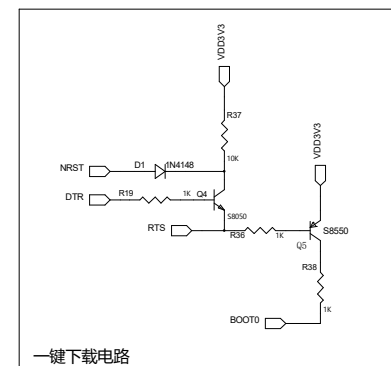 VDD3V3
R37
10K
NRST
D1
1N4148
DTR
R19
1K
Q4
S8050
RTS
R36
1K
VDD3V3
S8550
Q5
R38
1K
BOOT0
一键下载电路